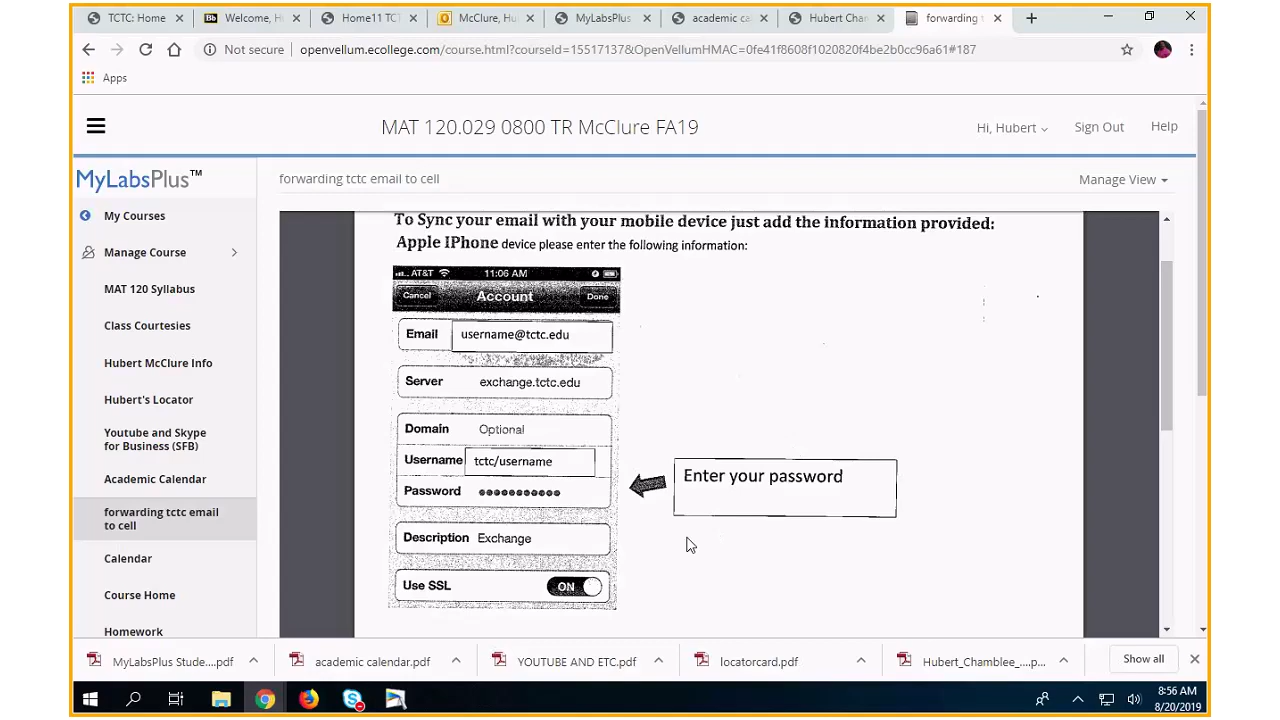 TCTC: Home
Welcome, H
Home11 TCT
McClure, Hu
MyLabsPlus
academic ca
Hubert Chan
forwarding t
Not secure
openvellum.ecollege.com/course.html?courseId=15517137&OpenVellumHMAC=0fe41f8608f1020820f4be2b0cc96a61#187
Apps
MAT 120.029 0800 TR McClure FA19
Hi, Hubert
Sign Out
Help
MyLabsPlus™
forwarding tctc email to cell
Manage View
My Courses
Manage Course
MAT 120 Syllabus
Class Courtesies
Hubert McClure Info
Hubert's Locator
Youtube and Skype
for Business (SFB)
Academic Calendar
forwarding tctc email
to cell
Calendar
Course Home
Homework
To Sync your email with your mobile device just add the information provided:
Apple IPhone device please enter the following information:
AT&T
11:06 AM
Cancel
Account
Done
Email
username@tctc.edu
Server
exchange.tctc.edu
Domain
Optional
Username
tctc/username
Password
Enter your password
Description
Exchange
Use SSL
ON
MyLabsPlus Stude....pdf
academic calendar.pdf
YOUTUBE AND ETC.pdf
locatorcard.pdf
Hubert_Chamblee_....p...
Show all
8:56 AM
8/20/2019